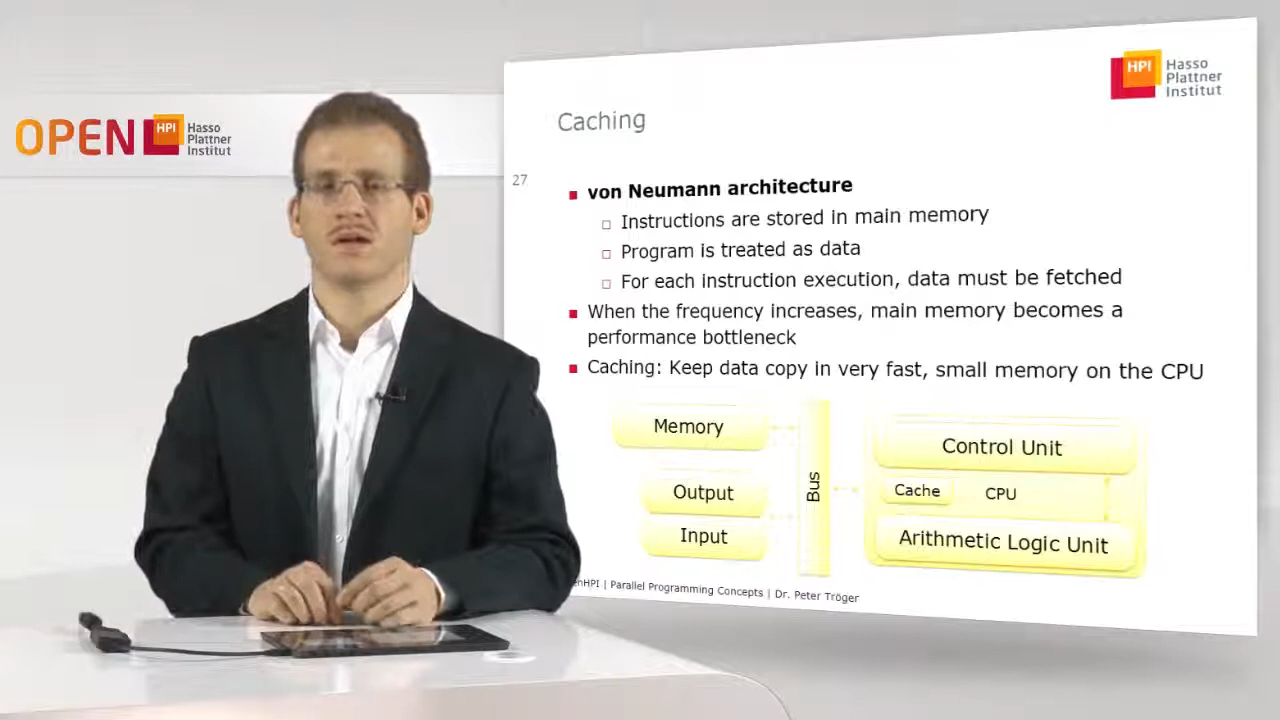 OPEN HPI Hasso
Plattner
Institut
HPI Hasso
Plattner
Institut
Caching
27
von Neumann architecture
Instructions are stored in main memory
Program is treated as data
For each instruction execution, data must be fetched
When the frequency increases, main memory becomes a
performance bottleneck
Caching: Keep data copy in very fast, small memory on the CPU
Memory
Output
Input
Bus
Control Unit
Cache CPU
Arithmetic Logic Unit
enHPI | Parallel Programming Concepts | Dr. Peter Tröger